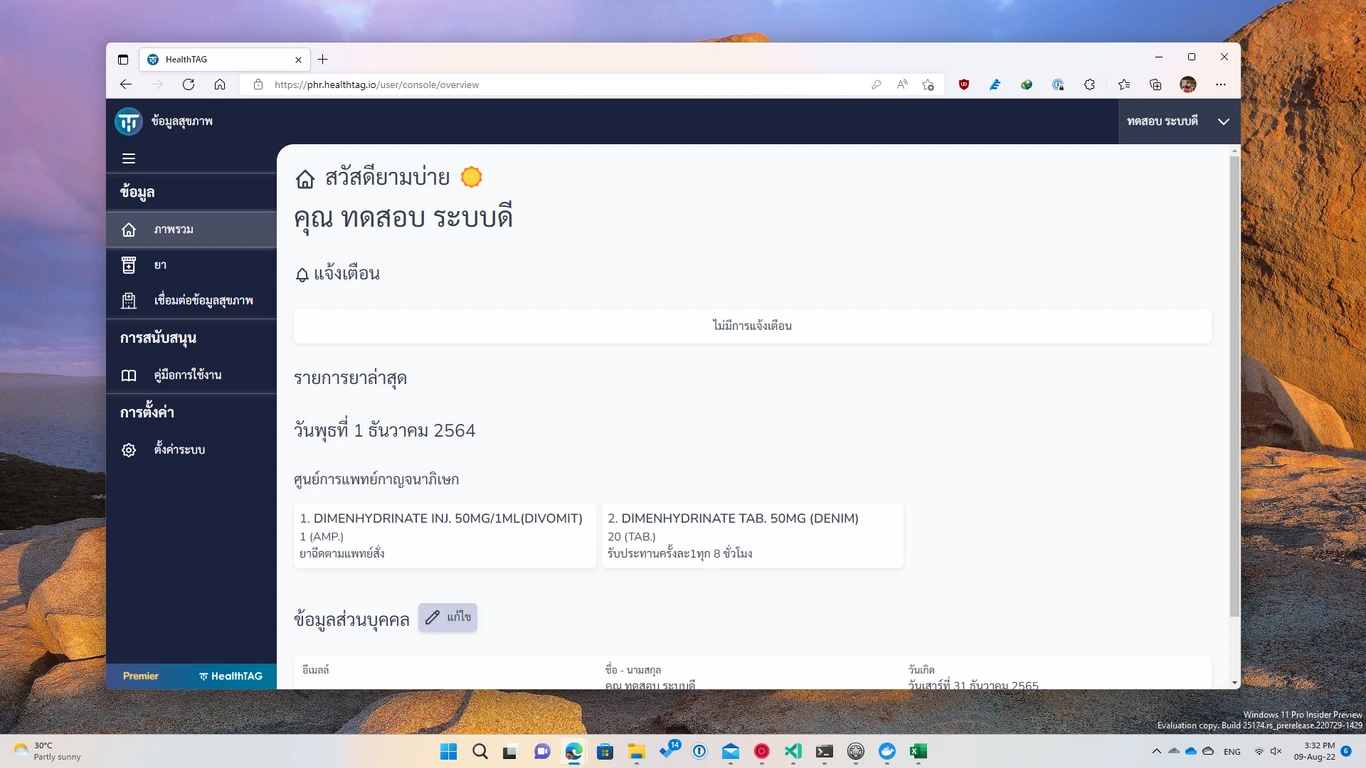 HealthTAG
https://phr.healthtag.io/user/console/overview
ข้อมูลสุขภาพ
ทดสอบ ระบบดี
ข้อมูล
ภาพรวม
ยา
เชื่อมต่อข้อมูลสุขภาพ
การสนับสนุน
คู่มือการใช้งาน
การตั้งค่า
ตั้งค่าระบบ
Premier
HealthTAG
สวัสดียามบ่าย
คุณ ทดสอบ ระบบดี
แจ้งเตือน
ไม่มีการแจ้งเตือน
รายการยาล่าสุด
วันพุธที่ 1 ธันวาคม 2564
ศูนย์การแพทย์กาญจนาภิเษก
1. DIMENHYDRINATE INJ. 50MG/1ML(DIVOMIT)
1 (AMP.)
ยาฉีดตามแพทย์สั่ง
2. DIMENHYDRINATE TAB. 50MG (DENIM)
20 (TAB.)
รับประทานครั้งละ1ทุก 8 ชั่วโมง
ข้อมูลส่วนบุคคล
แก้ไข
อีเมลล์
ชื่อ - นามสกุล
คุณ ทดสอบ ระบบดี
วันเกิด
วันเสาร์ที่ 31 ธันวาคม 2565
Windows 11 Pro Insider Preview
Evaluation copy. Build 25174.rs_prerelease.220729-1429
30°C
Partly sunny
14
ENG
3:32 PM
09-Aug-22
6